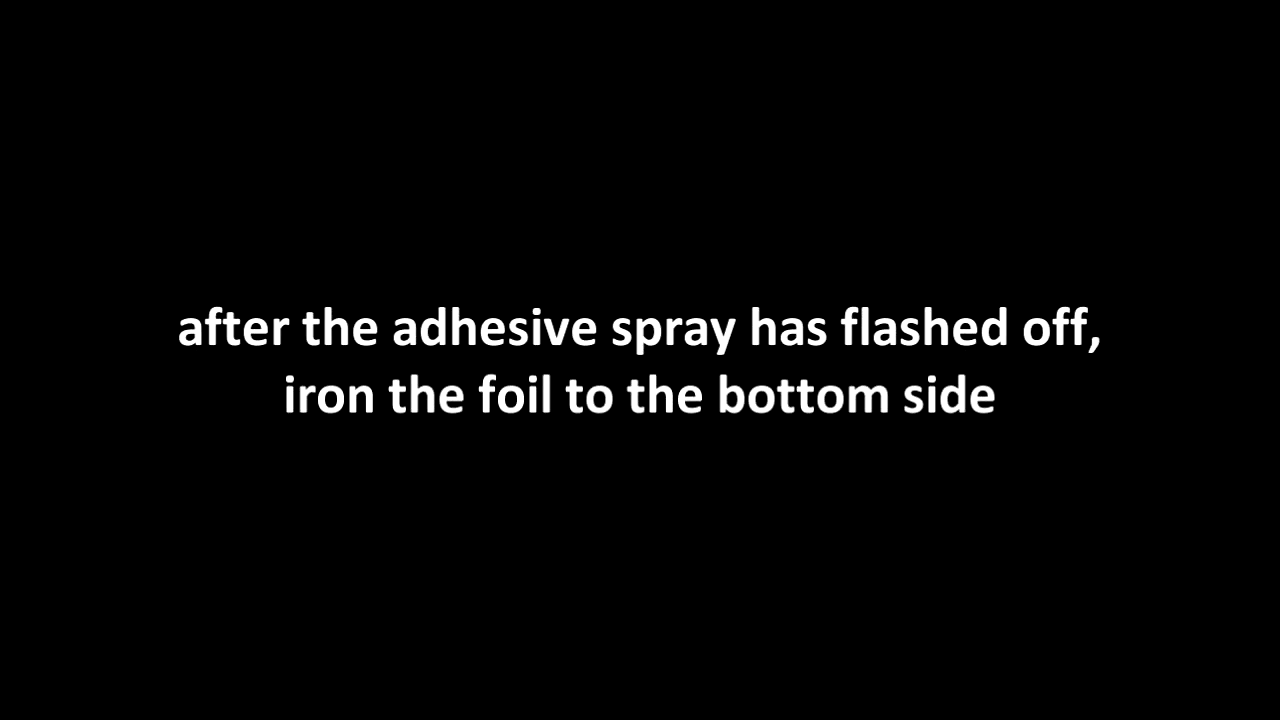 after the adhesive spray has flashed off,
iron the foil to the bottom side